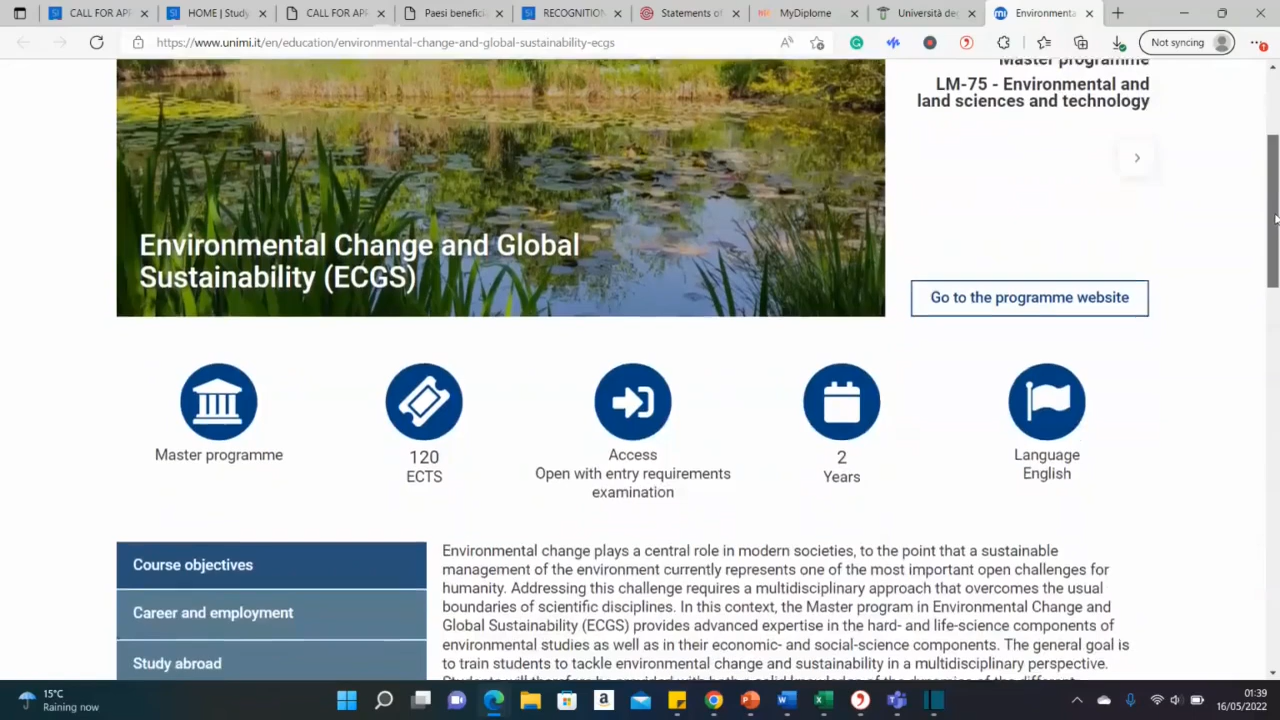 CALL FOR APP
HOME | Study
CALL FOR APP
Paesi benefici
RECOGNITION
Statements of
MyDiplome
Università deg
Environmenta
https://www.unimi.it/en/education/environmental-change-and-global-sustainability-ecgs
Not syncing
Master programme
LM-75 - Environmental and
land sciences and technology
Environmental Change and Global
Sustainability (ECGS)
Go to the programme website
Master programme
120
ECTS
Access
Open with entry requirements
examination
2
Years
Language
English
Course objectives
Career and employment
Study abroad
Environmental change plays a central role in modern societies, to the point that a sustainable
management of the environment currently represents one of the most important open challenges for
humanity. Addressing this challenge requires a multidisciplinary approach that overcomes the usual
boundaries of scientific disciplines. In this context, the Master program in Environmental Change and
Global Sustainability (ECGS) provides advanced expertise in the hard- and life-science components of
environmental studies as well as in their economic- and social-science components. The general goal is
to train students to tackle environmental change and sustainability in a multidisciplinary perspective.
15°C
Raining now
01:39
16/05/2022